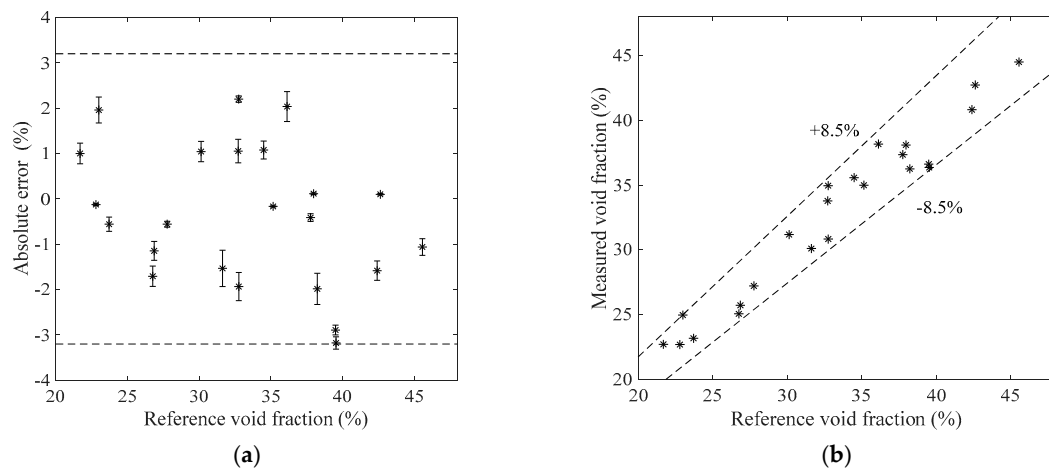 4
3
2
1
0
-1
-2
-3
-4
Absolute error (%)
20 25 30 35 40 45
Reference void fraction (%)
(a)
45
40
35
30
25
20
Measured void fraction (%)
+8.5%
-8.5%
20 25 30 35 40 45
Reference void fraction (%)
(b)